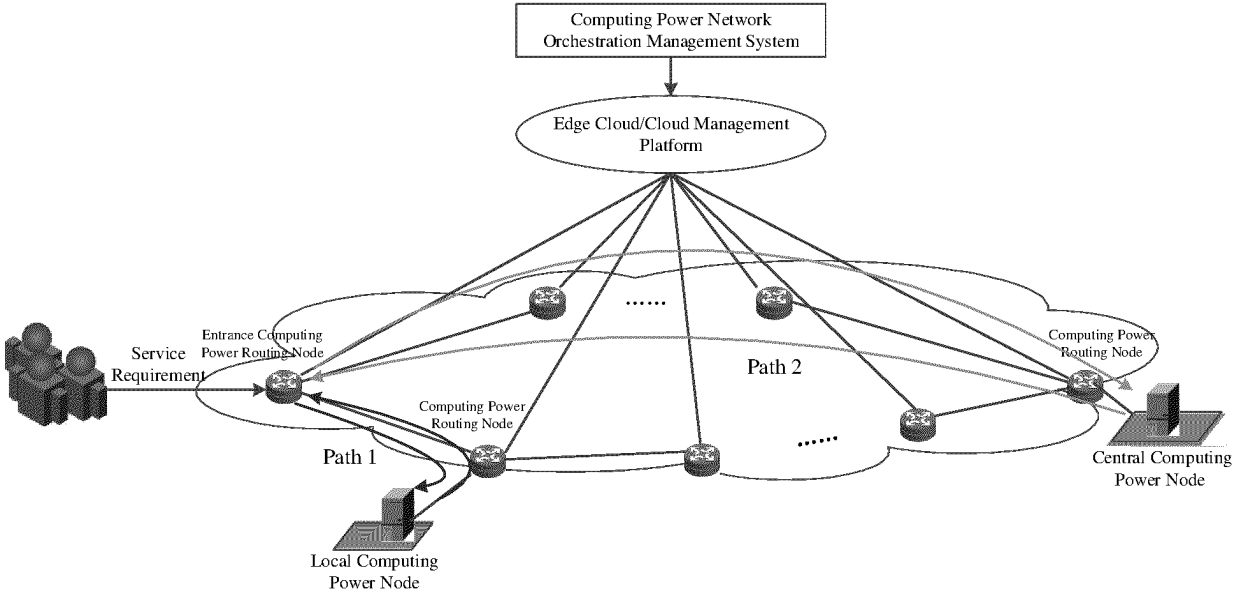 Computing Power Network
Orchestration Management System
Edge Cloud/Cloud Management
Platform
......
Entrance Computing
Power Routing Node
Computing Power
Routing Node
Service
Requirement
Path 2
Computing Power
Routing Node
......
Path 1
Central Computing
Power Node
Local Computing
Power Node